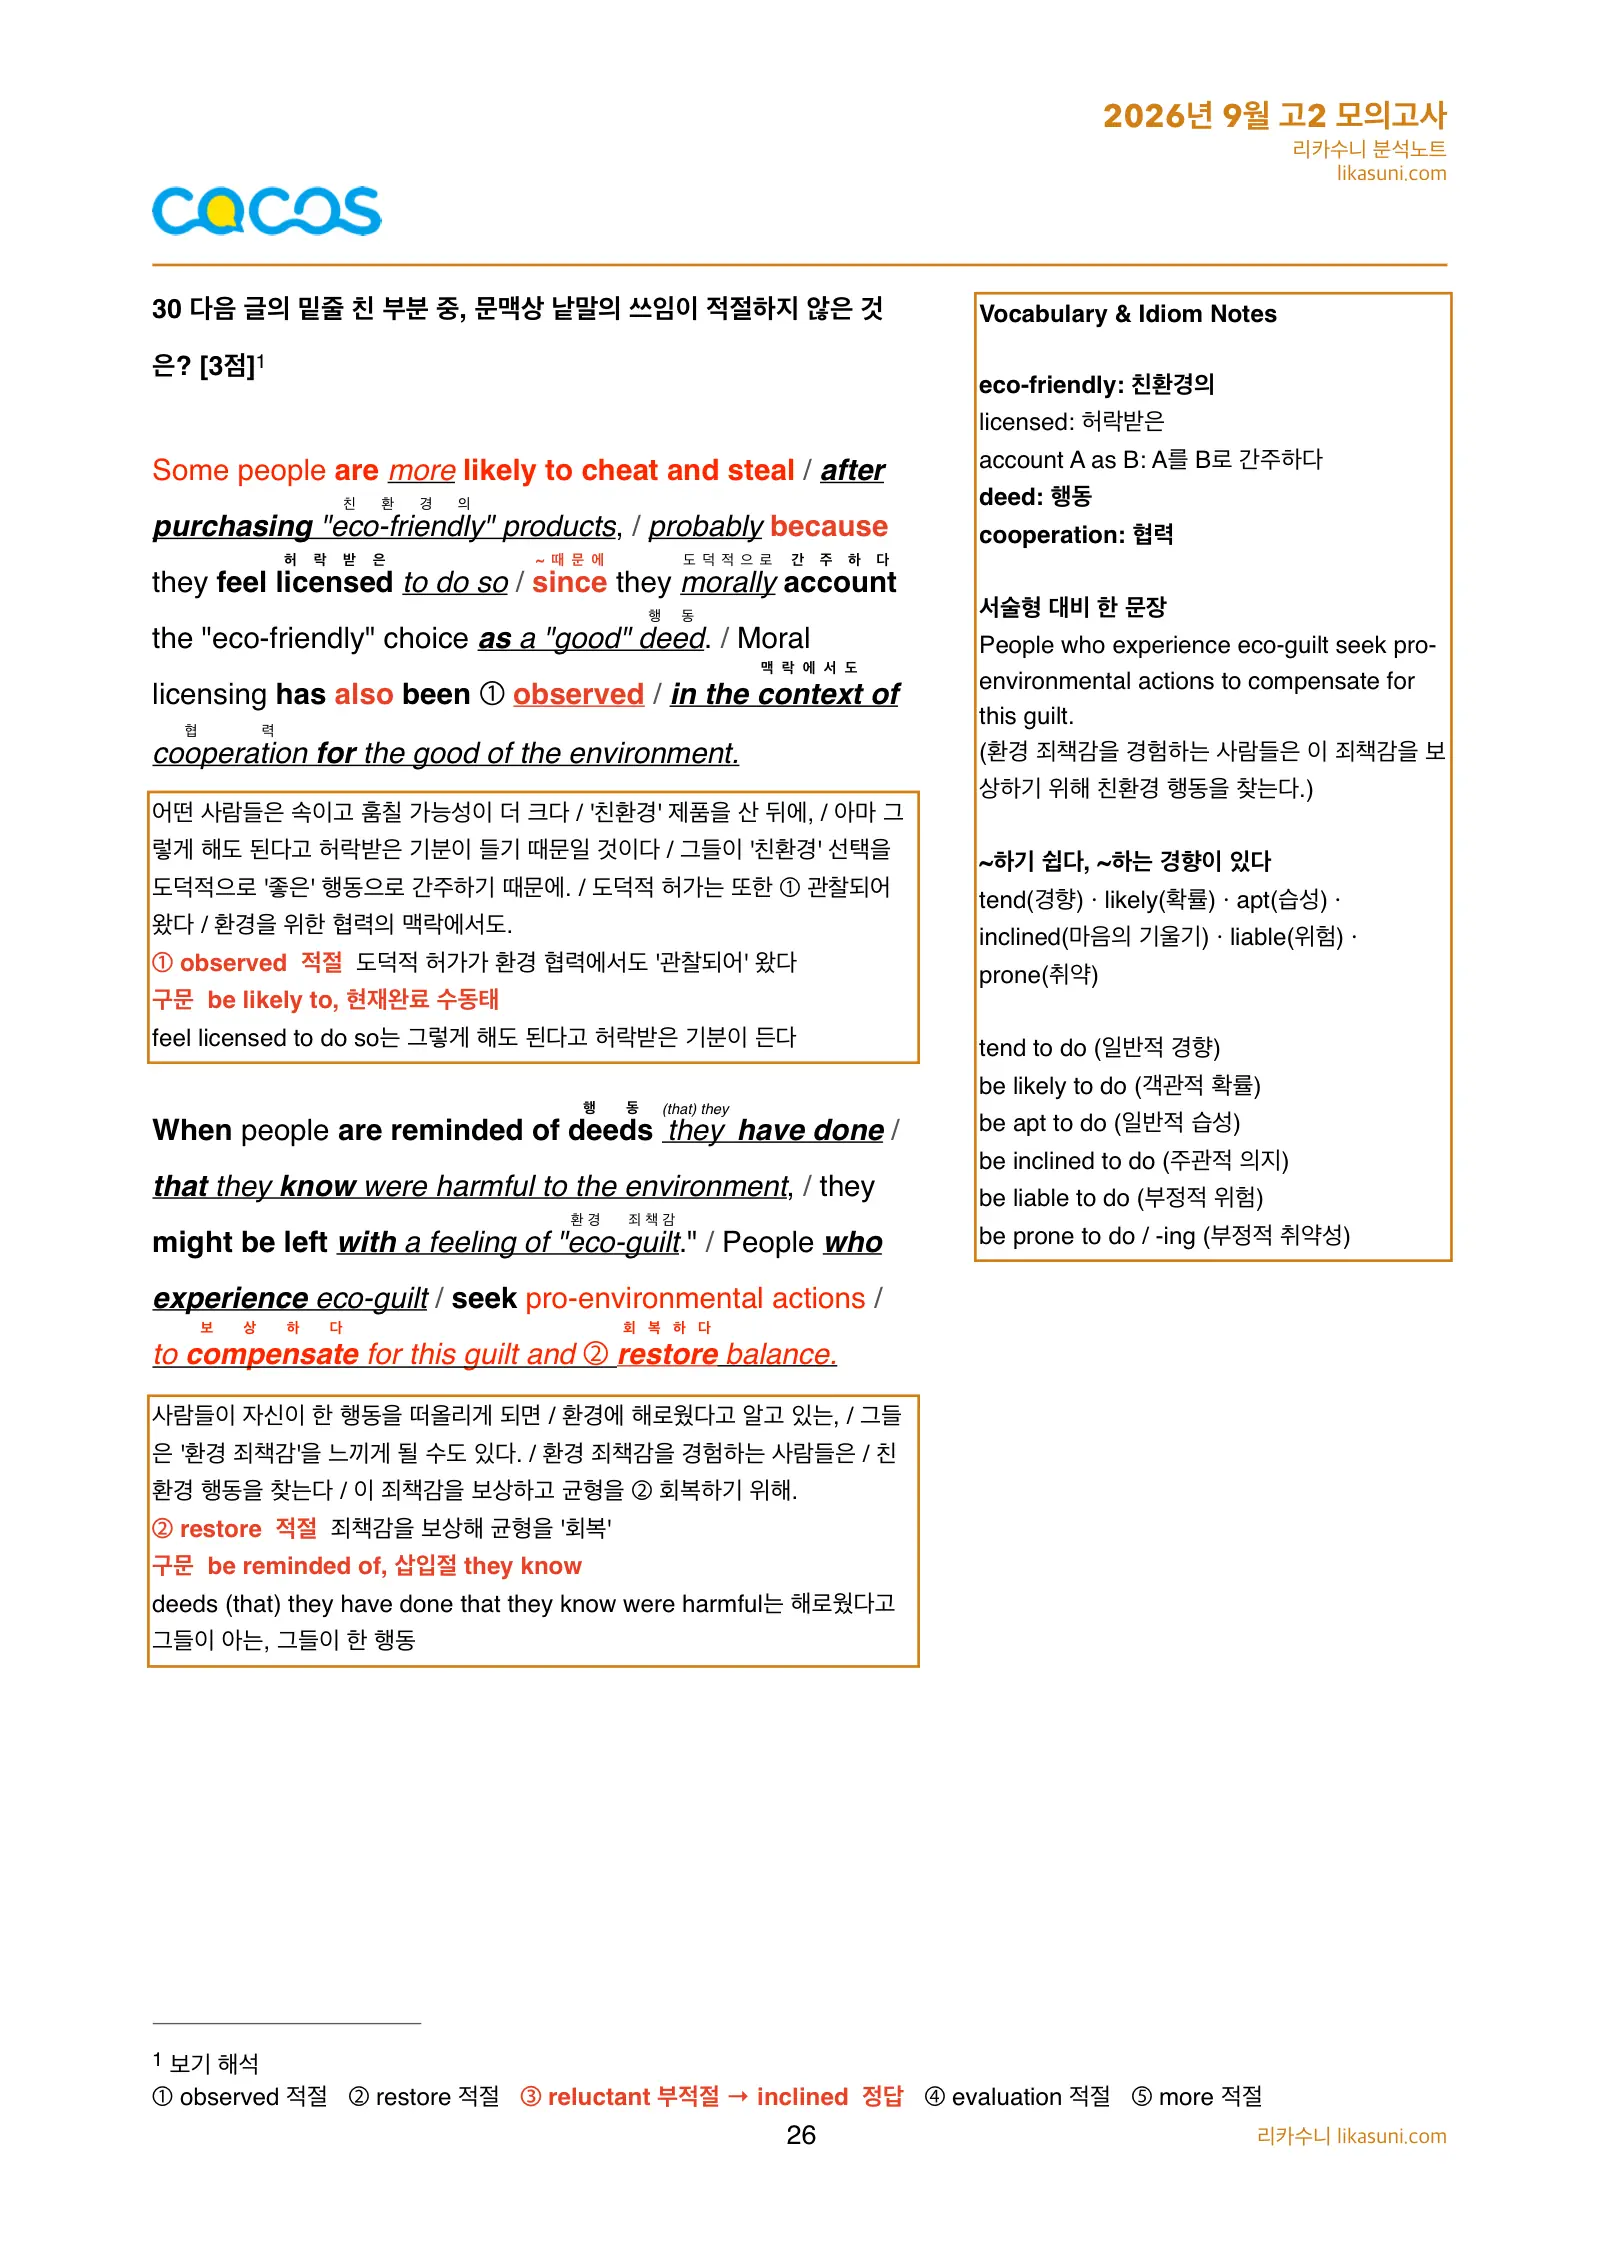 2026년 9월 고2 모의고사
리카수니 분석노트
likasuni.com
cacos
30 다음 글의 밑줄 친 부분 중, 문맥상 낱말의 쓰임이 적절하지 않은 것
은? [3점]1
Some people are more likely to cheat and steal / after
친 환 경 의
purchasing "eco-friendly" products, / probably because
허 락 받 은 ~때문에 도덕적으로 간 주 하 다
they feel licensed to do so / since they morally account
행 동
the "eco-friendly" choice as a "good" deed. / Moral
맥락에서도
licensing has also been ① observed / in the context of
협 력
cooperation for the good of the environment.
어떤 사람들은 속이고 훔칠 가능성이 더 크다 / '친환경' 제품을 산 뒤에, / 아마 그
렇게 해도 된다고 허락받은 기분이 들기 때문일 것이다 / 그들이 '친환경' 선택을
도덕적으로 '좋은' 행동으로 간주하기 때문에. / 도덕적 허가는 또한 ① 관찰되어
왔다 / 환경을 위한 협력의 맥락에서도.
① observed 적절 도덕적 허가가 환경 협력에서도 '관찰되어' 왔다
구문 be likely to, 현재완료 수동태
feel licensed to do so는 그렇게 해도 된다고 허락받은 기분이 든다
행 동 (that) they
When people are reminded of deeds they have done /
that they know were harmful to the environment, / they
환경 죄책감
might be left with a feeling of "eco-guilt." / People who
experience eco-guilt / seek pro-environmental actions /
보 상 하 다 회복하다
to compensate for this guilt and ② restore balance.
사람들이 자신이 한 행동을 떠올리게 되면 / 환경에 해로웠다고 알고 있는, / 그들
은 '환경 죄책감'을 느끼게 될 수도 있다. / 환경 죄책감을 경험하는 사람들은 / 친
환경 행동을 찾는다 / 이 죄책감을 보상하고 균형을 ② 회복하기 위해.
② restore 적절 죄책감을 보상해 균형을 '회복'
구문 be reminded of, 삽입절 they know
deeds (that) they have done that they know were harmful는 해로웠다고
그들이 아는, 그들이 한 행동
Vocabulary & Idiom Notes
eco-friendly: 친환경의
licensed: 허락받은
account A as B: A를 B로 간주하다
deed: 행동
cooperation: 협력
서술형 대비 한 문장
People who experience eco-guilt seek pro-
environmental actions to compensate for
this guilt.
(환경 죄책감을 경험하는 사람들은 이 죄책감을 보
상하기 위해 친환경 행동을 찾는다.)
~하기 쉽다, ~하는 경향이 있다
tend(경향) · likely(확률) · apt(습성) ·
inclined(마음의 기울기) · liable(위험) ·
prone(취약)
tend to do (일반적 경향)
be likely to do (객관적 확률)
be apt to do (일반적 습성)
be inclined to do (주관적 의지)
be liable to do (부정적 위험)
be prone to do / -ing (부정적 취약성)
1 보기 해석
① observed 적절 ② restore 적절 ③ reluctant 부적절 → inclined 정답 ④ evaluation 적절 ⑤ more 적절
26
리카수니 likasuni.com